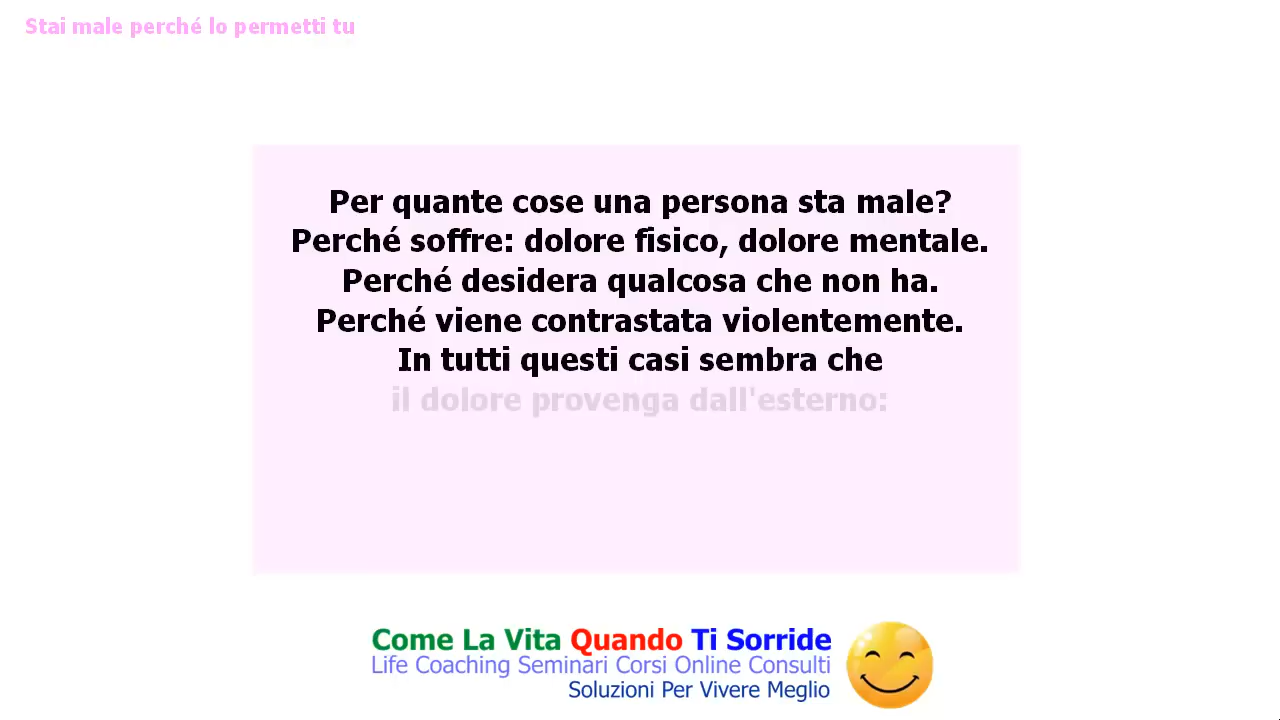 Stai male perché lo permetti tu
Per quante cose una persona sta male?
Perché soffre: dolore fisico, dolore mentale.
Perché desidera qualcosa che non ha.
Perché viene contrastata violentemente.
In tutti questi casi sembra che
il dolore provenga dall'esterno:
Come La Vita Quando Ti Sorride
Life Coaching Seminari Corsi Online Consulti
Soluzioni Per Vivere Meglio